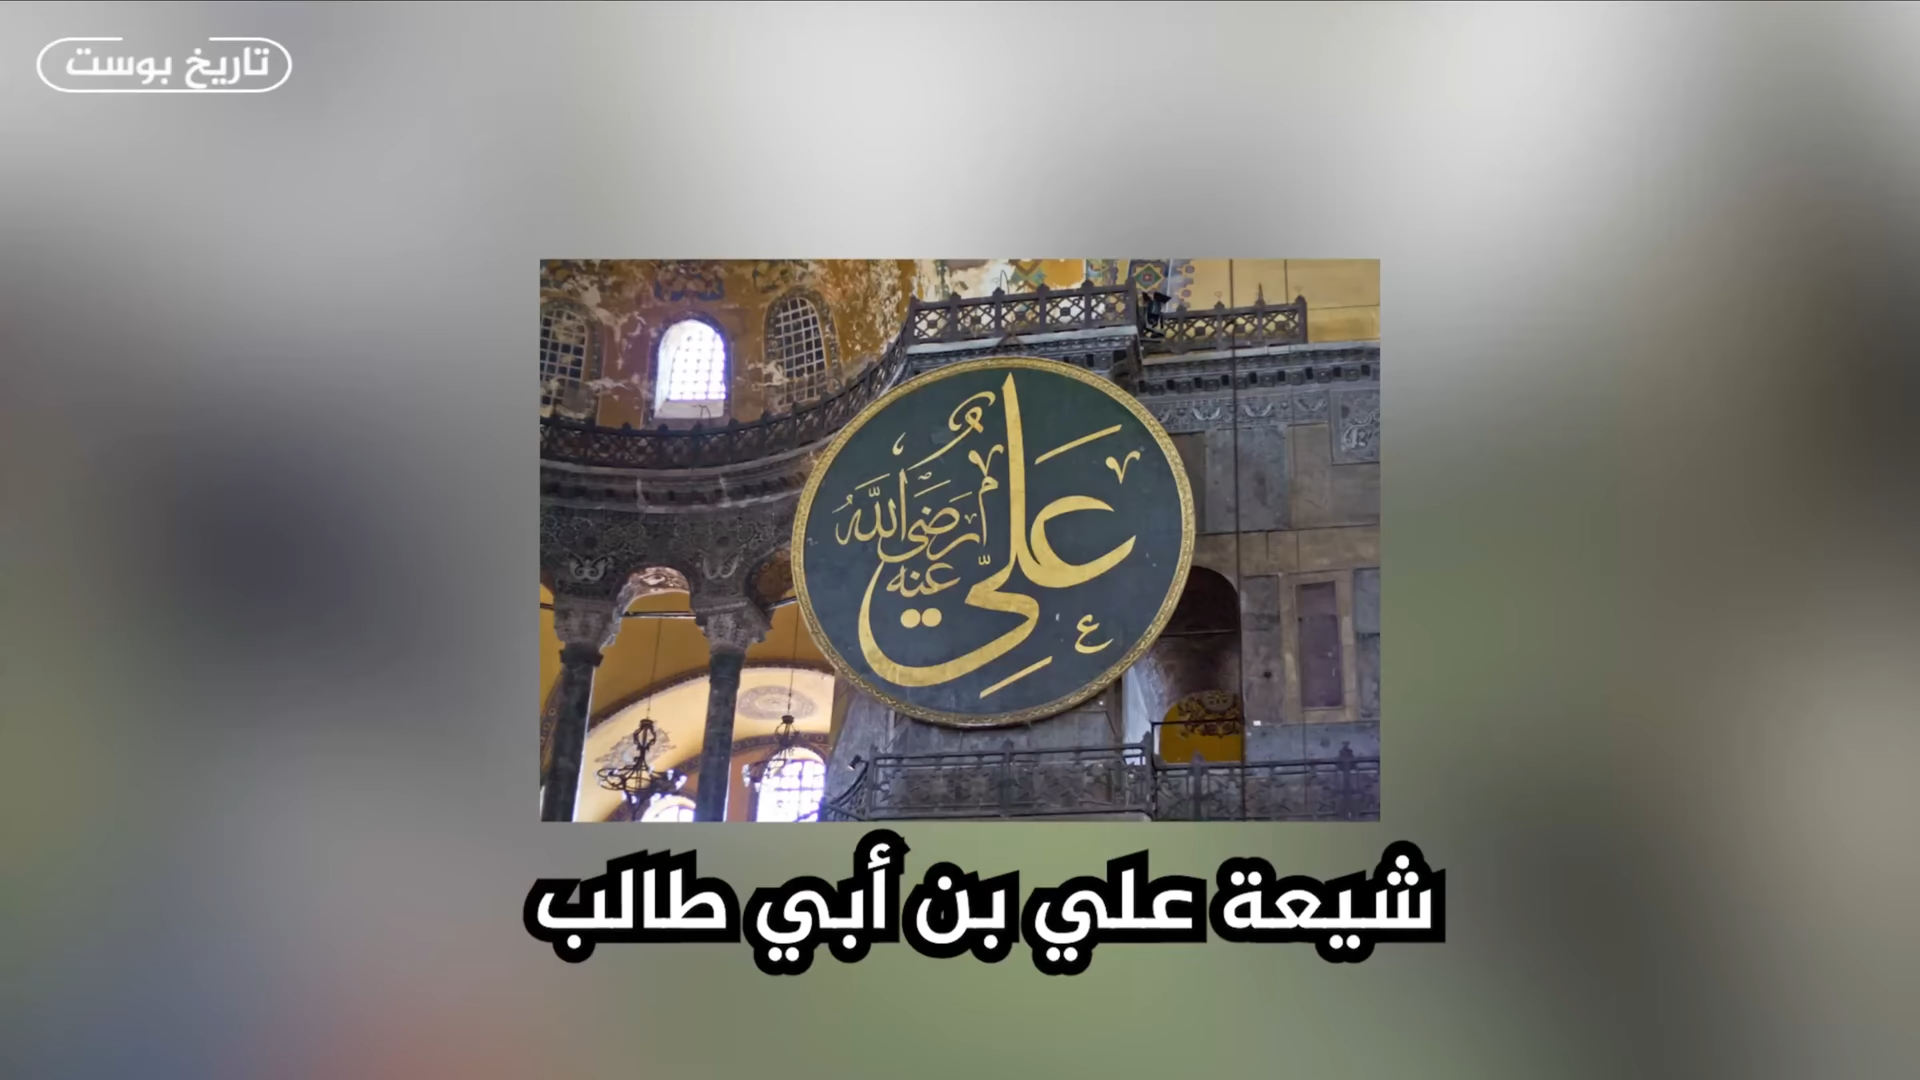 تاريخ بوست
علي رضي الله عنه
ع
شيعة علي بن أبي طالب